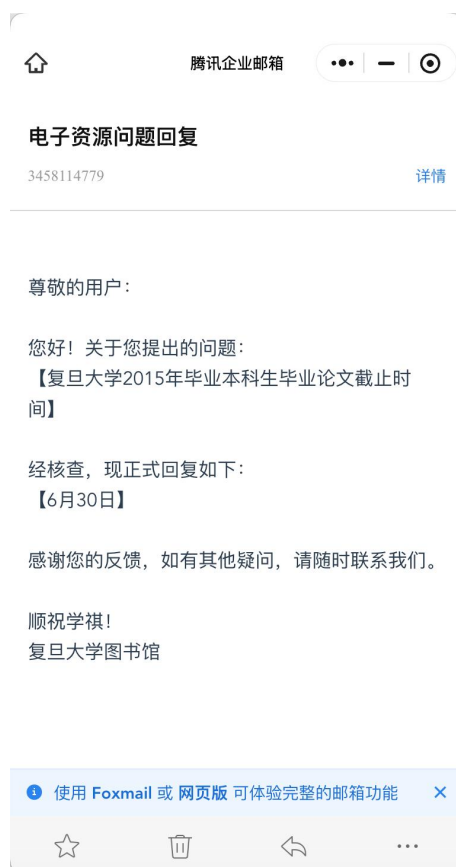 腾讯企业邮箱
电子资源问题回复
3458114779
详情
尊敬的用户：
您好！关于您提出的问题：
【复旦大学2015年毕业本科生毕业论文截止时
间】
经核查，现正式回复如下：
【6月30日】
感谢您的反馈，如有其他疑问，请随时联系我们。
顺祝学祺！
复旦大学图书馆
使用 Foxmail 或 网页版 可体验完整的邮箱功能